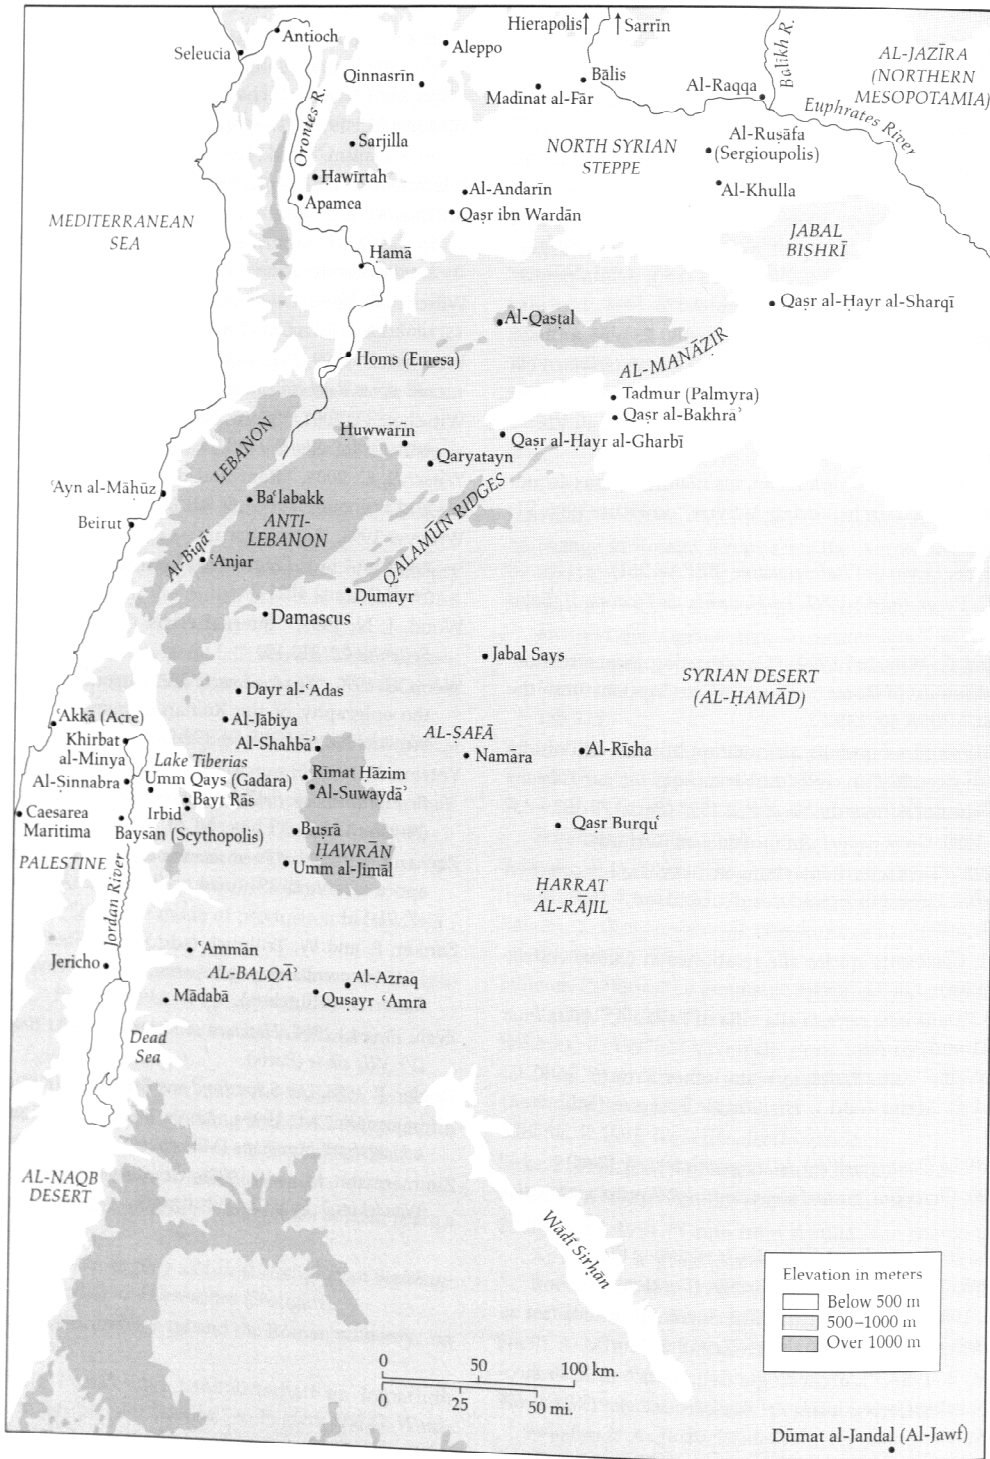 Hierapolis
Sarrīn
Antioch
Seleucia
Aleppo
Balīkh R.
AL-JAZĪRA
(NORTHERN
MESOPOTAMIA)
Qinnasrīn
Bālis
Al-Raqqa
Madīnat al-Fār
Euphrates River
Orontes R.
Sarjilla
NORTH SYRIAN
STEPPE
Al-Ruṣāfa
(Sergioupolis)
Ḥawīrtah
Al-Andarīn
Al-Khulla
Apamea
Qaṣr ibn Wardān
MEDITERRANEAN
SEA
JABAL
BISHRĪ
Ḥamā
Qaṣr al-Ḥayr al-Sharqī
Al-Qasṭal
Homs (Emesa)
AL-MANĀẒIR
Tadmur (Palmyra)
Qaṣr al-Bakhrāʾ
LEBANON
Ḥuwwārīn
Qaṣr al-Ḥayr al-Gharbī
Qaryatayn
ʿAyn al-Māḥūz
Baʿlabakk
Beirut
ANTI-
LEBANON
QALAMŪN RIDGES
Al-Biqāʿ
ʿAnjar
Ḍumayr
Damascus
Jabal Says
SYRIAN DESERT
(AL-ḤAMĀD)
Dayr al-ʿAdas
ʿAkkā (Acre)
Al-Jābiya
AL-ṢAFĀ
Khirbat
al-Minya
Al-Shahbāʾ
Namāra
Al-Rīsha
Lake Tiberias
Al-Ṣinnabra
Umm Qays (Gadara)
Rīmat Ḥāzim
Al-Suwaydāʾ
Bayt Rās
Caesarea
Maritima
Irbid
Baysān (Scythopolis)
Buṣrā
Qaṣr Burquʿ
HAWRĀN
PALESTINE
Umm al-Jimāl
ḤARRAT
AL-RĀJIL
Jordan River
ʿAmmān
Jericho
AL-BALQĀʾ
Al-Azraq
Mādabā
Quṣayr ʿAmra
Dead
Sea
AL-NAQB
DESERT
Wādī Sirḥān
Elevation in meters
Below 500 m
500–1000 m
Over 1000 m
0 50 100 km.
0 25 50 mi.
Dūmat al-Jandal (Al-Jawf)